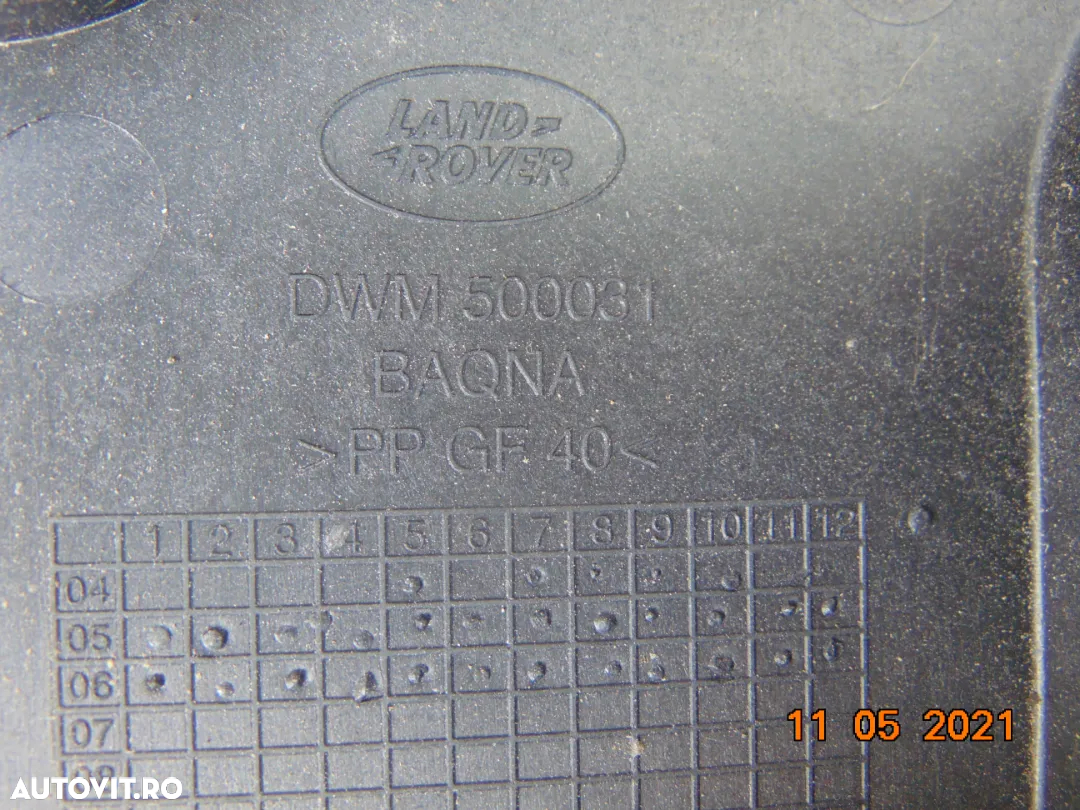 LAND
ROVER
DWM 500031
BAQNA
>PP GF 40<
1 2 3 4 5 6 7 8 9 10 11 12
04
05
06
07
08
11 05 2021
AUTOVIT.RO